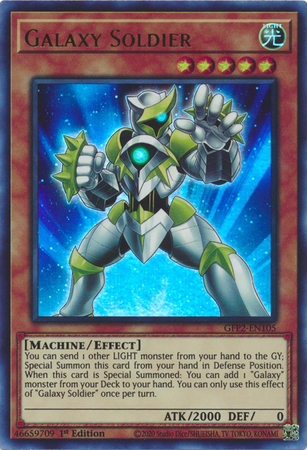 GALAXY SOLDIER
光
GFP2-EN105
[MACHINE/EFFECT]
You can send 1 other LIGHT monster from your hand to the GY;
Special Summon this card from your hand in Defense Position.
When this card is Special Summoned: You can add 1 "Galaxy"
monster from your Deck to your hand. You can only use this effect
of "Galaxy Soldier" once per turn.
ATK/2000 DEF/ 0
46659709 1st Edition ©2020 Studio Dice/SHUEISHA, TV TOKYO, KONAMI